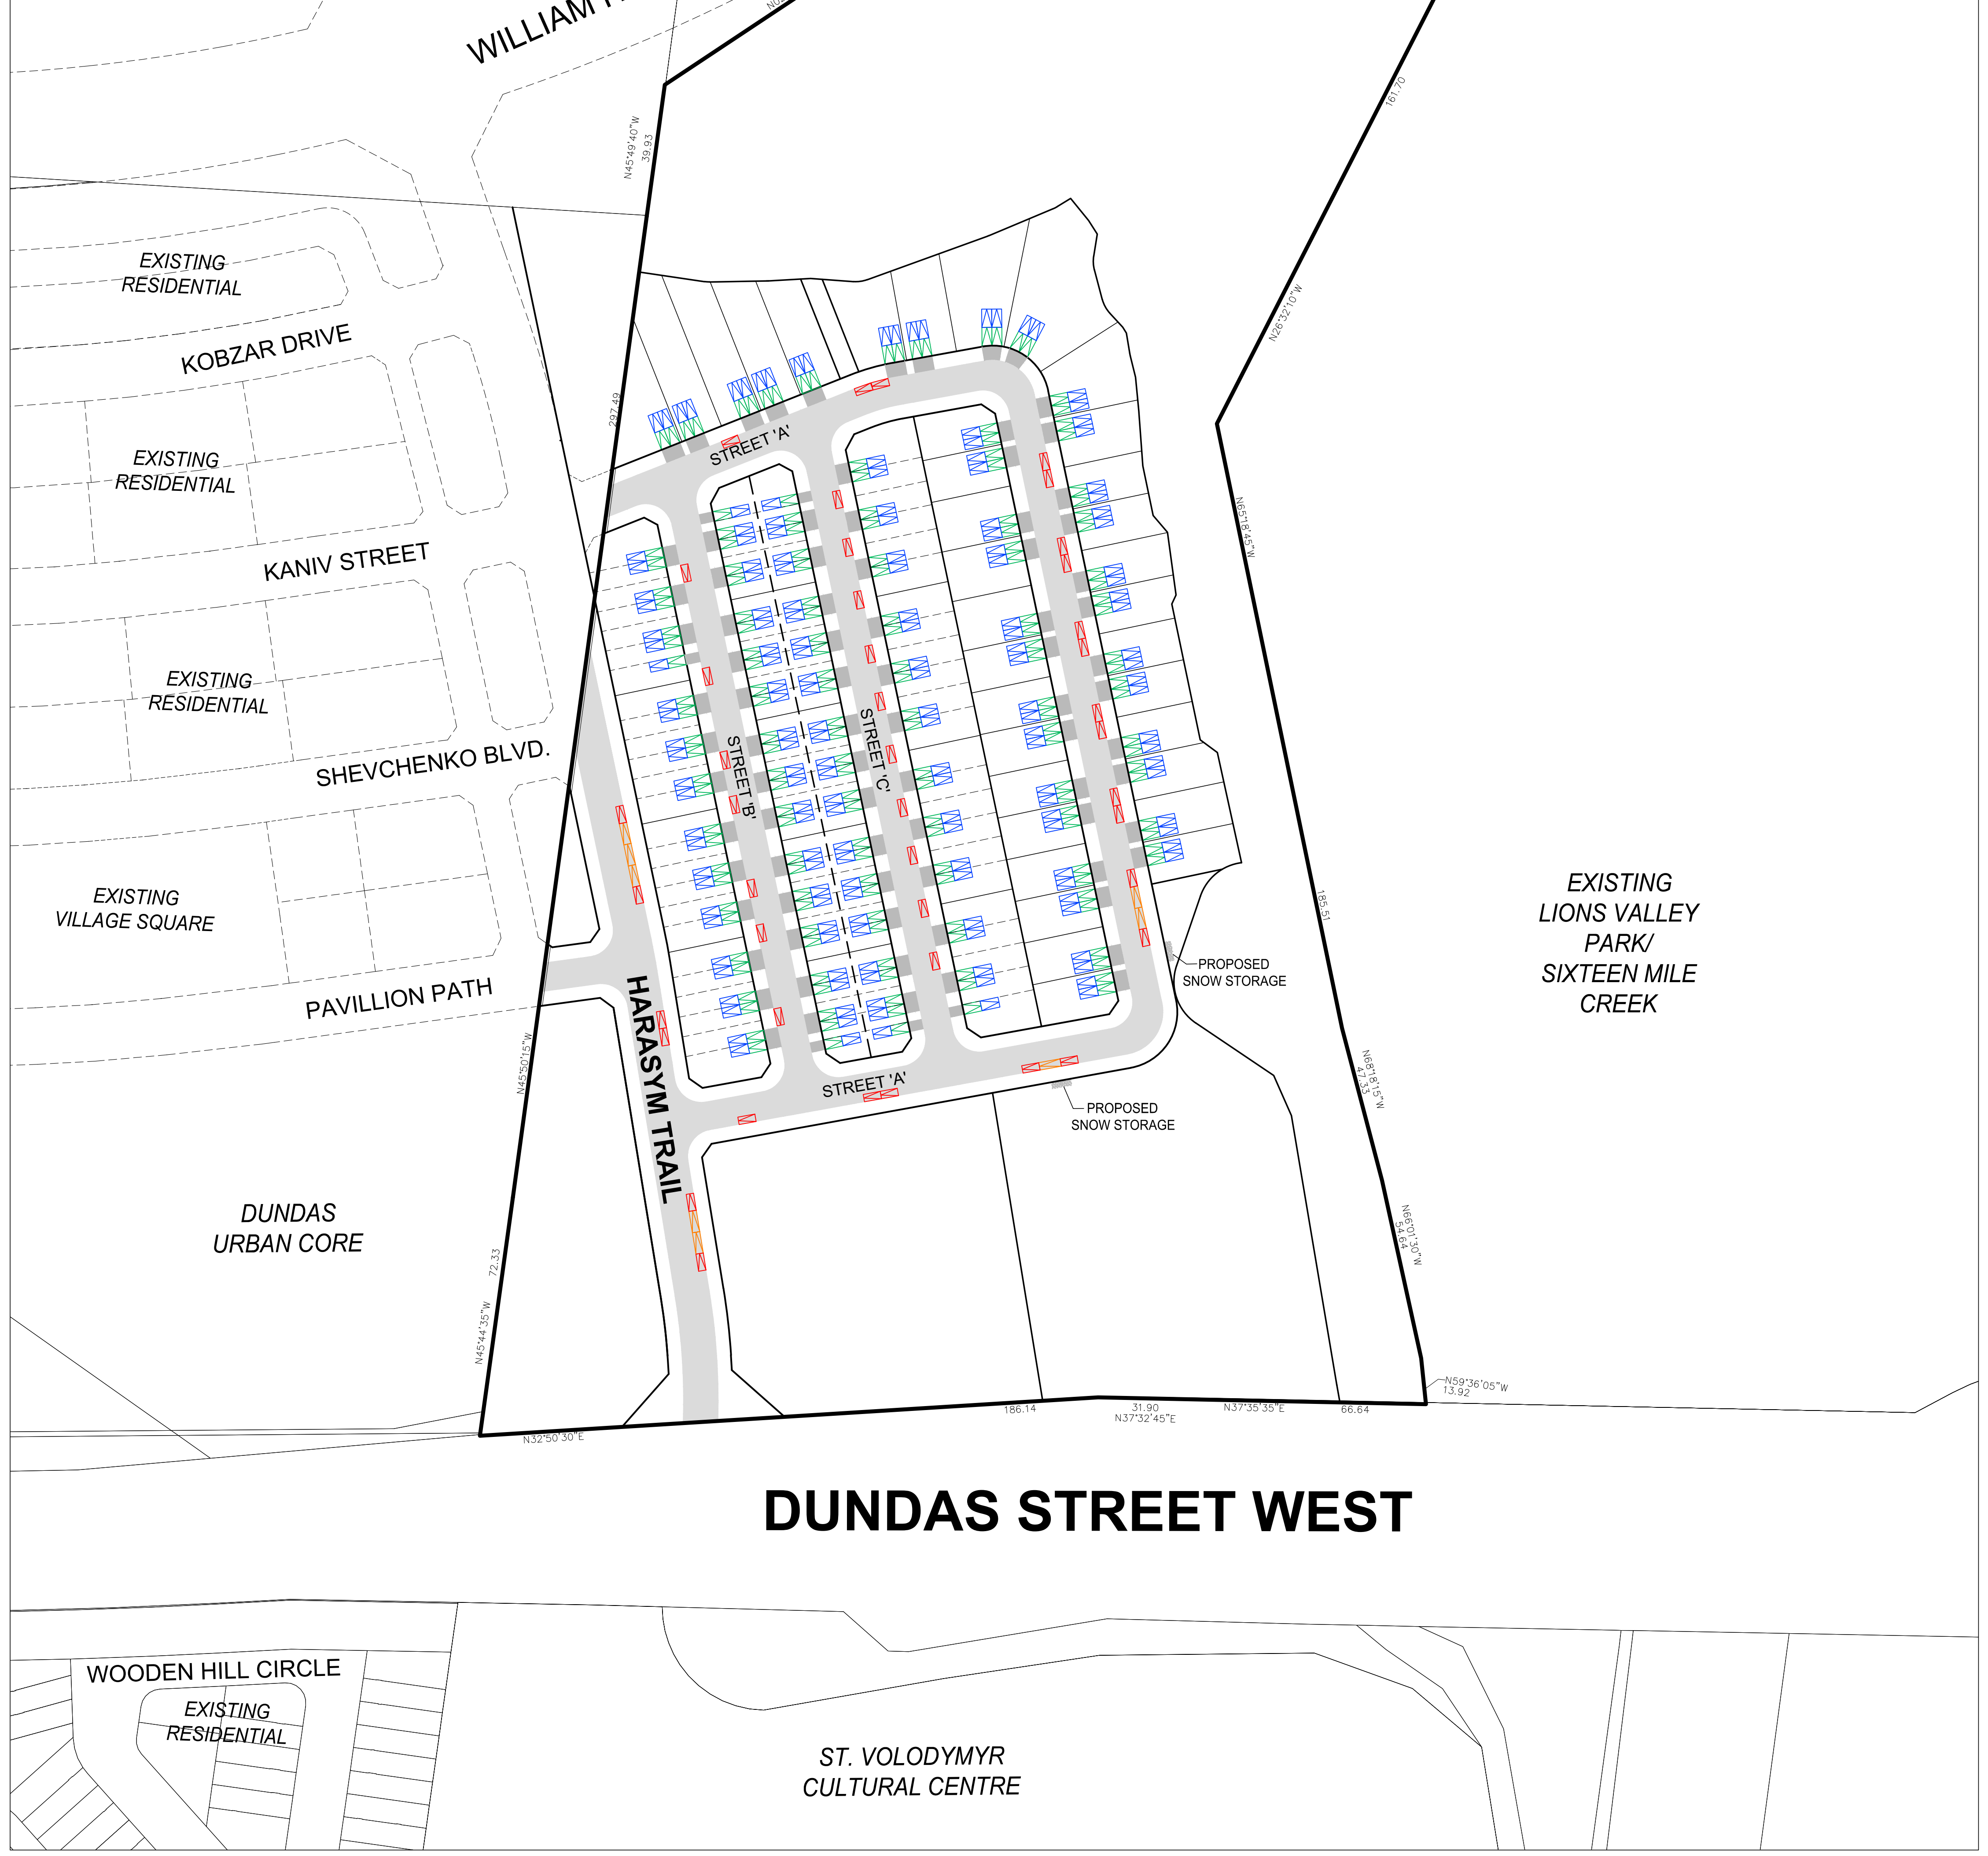 WILLIAM
N45°49'40"W
39.93
161.70
EXISTING
RESIDENTIAL
KOBZAR DRIVE
N26°32'10"W
297.49
STREET 'A'
EXISTING
RESIDENTIAL
N65°18'45"W
KANIV STREET
EXISTING
RESIDENTIAL
STREET 'B'
STREET 'C'
SHEVCHENKO BLVD.
EXISTING
VILLAGE SQUARE
185.51
EXISTING
LIONS VALLEY
PARK/
SIXTEEN MILE
CREEK
PROPOSED
SNOW STORAGE
PAVILLION PATH
HARASYM TRAIL
N45°50'15"W
N68°18'15"W
47.33
STREET 'A'
PROPOSED
SNOW STORAGE
DUNDAS
URBAN CORE
N66°01'30"W
54.64
72.33
N45°44'35"W
N59°36'05"W
13.92
186.14
31.90
N37°32'45"E
N37°35'35"E
66.64
N32°50'30"E
DUNDAS STREET WEST
WOODEN HILL CIRCLE
EXISTING
RESIDENTIAL
ST. VOLODYMYR
CULTURAL CENTRE